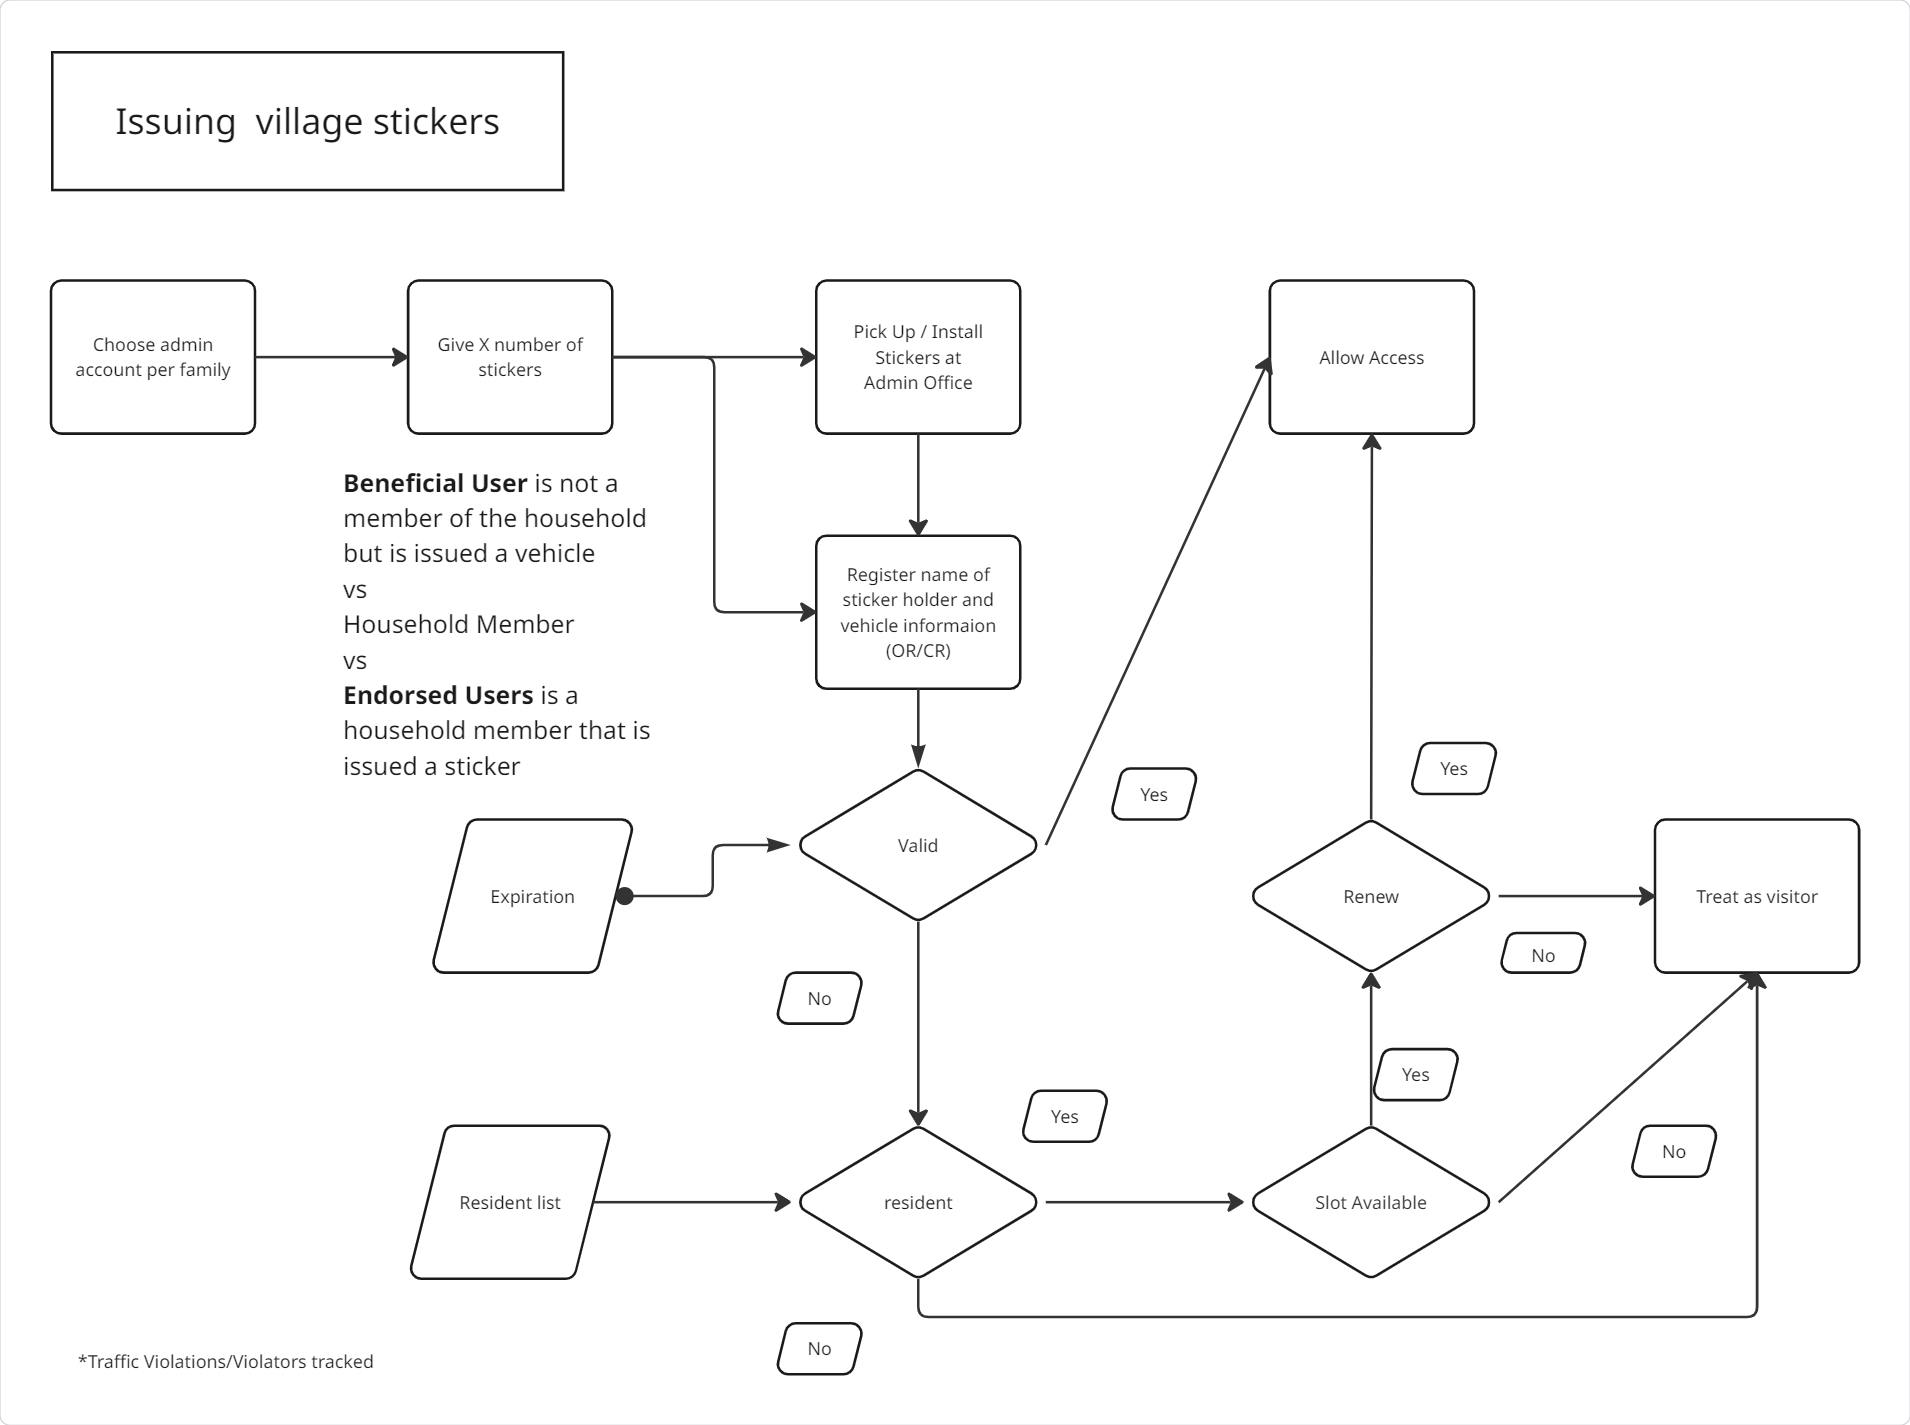 Issuing  village stickers
Choose admin
account per family
Give X number of
stickers
Pick Up / Install
Stickers at
Admin Office
Allow Access
Beneficial User is not a
member of the household
but is issued a vehicle
vs
Household Member
vs
Endorsed Users is a
household member that is
issued a sticker
Register name of
sticker holder and
vehicle informaion
(OR/CR)
Yes
Yes
Expiration
Valid
Renew
Treat as visitor
No
No
Yes
Yes
No
Resident list
resident
Slot Available
No
*Traffic Violations/Violators tracked